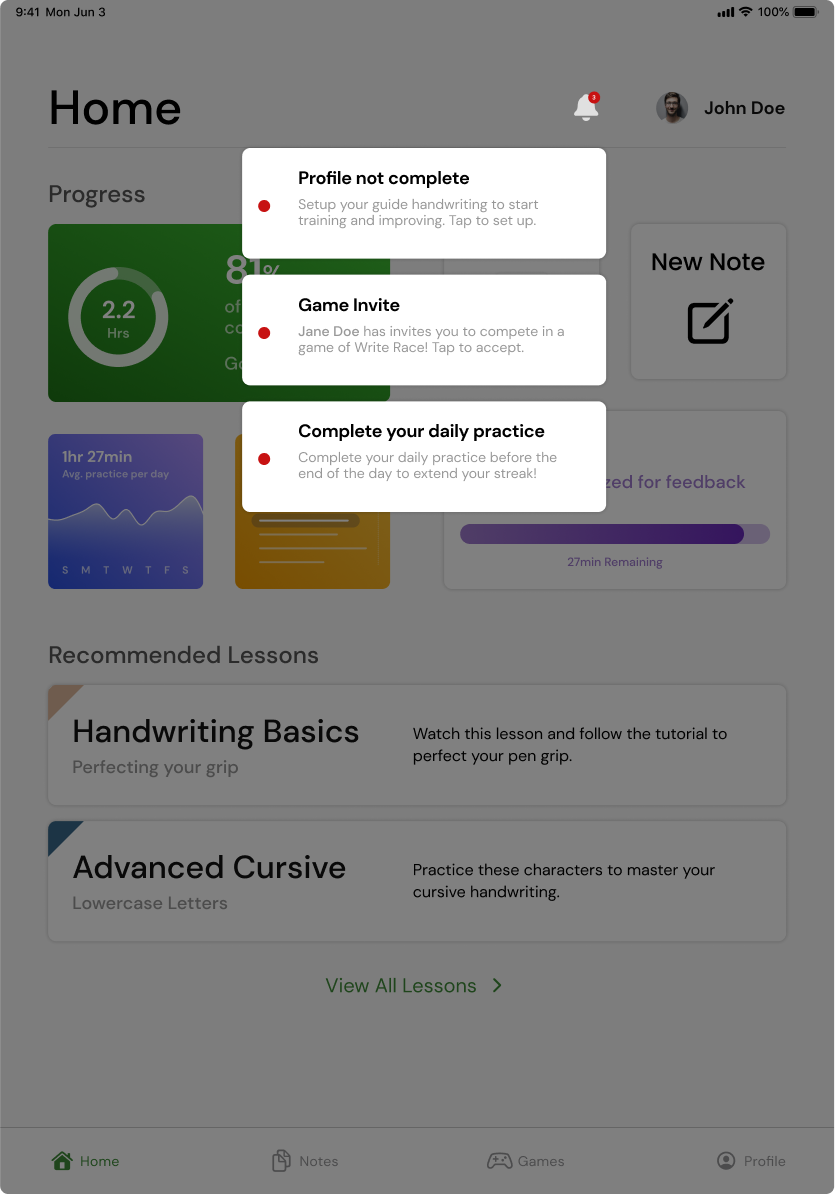 9:41 Mon Jun 3
100%
Home
3
John Doe
Progress
Profile not complete
Setup your guide handwriting to start
training and improving. Tap to set up.
81%
of
2.2
Hrs
Game Invite
Jane Doe has invites you to compete in a
game of Write Race! Tap to accept.
New Note
Complete your daily practice
Complete your daily practice before the
end of the day to extend your streak!
1hr 27min
Avg. practice per day
S M T W T F S
for feedback
27min Remaining
Recommended Lessons
Handwriting Basics
Perfecting your grip
Watch this lesson and follow the tutorial to
perfect your pen grip.
Advanced Cursive
Lowercase Letters
Practice these characters to master your
cursive handwriting.
View All Lessons
Home
Notes
Games
Profile